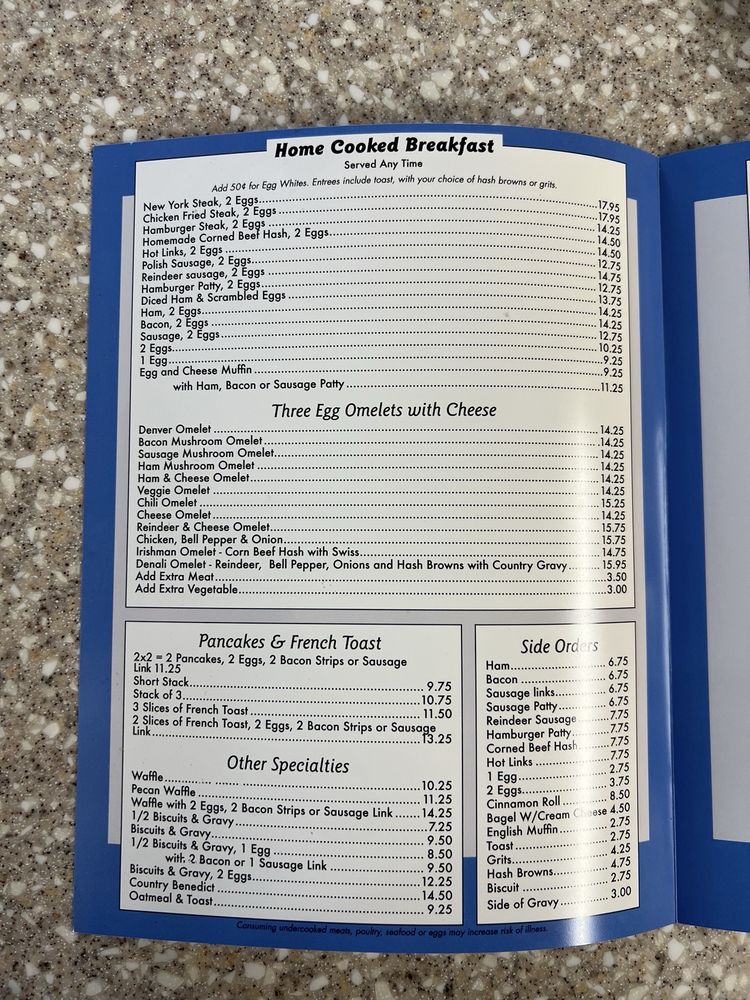 Home Cooked Breakfast
Served Any Time
Add 50¢ for Egg Whites. Entrees include toast, with your choice of hash browns or grits.
New York Steak, 2 Eggs...17.95
Chicken Fried Steak, 2 Eggs...17.95
Hamburger Steak, 2 Eggs...14.25
Homemade Corned Beef Hash, 2 Eggs...14.50
Hot Links, 2 Eggs...14.50
Polish Sausage, 2 Eggs...12.75
Reindeer sausage, 2 Eggs...14.75
Hamburger Patty, 2 Eggs...12.75
Diced Ham & Scrambled Eggs...13.75
Ham, 2 Eggs...14.25
Bacon, 2 Eggs...14.25
Sausage, 2 Eggs...12.75
2 Eggs...10.25
1 Egg...9.25
Egg and Cheese Muffin...9.25
with Ham, Bacon or Sausage Patty...11.25
Three Egg Omelets with Cheese
Denver Omelet...14.25
Bacon Mushroom Omelet...14.25
Sausage Mushroom Omelet...14.25
Ham Mushroom Omelet...14.25
Ham & Cheese Omelet...14.25
Veggie Omelet...14.25
Chili Omelet...15.25
Cheese Omelet...14.25
Reindeer & Cheese Omelet...15.75
Chicken, Bell Pepper & Onion...15.75
Irishman Omelet - Corn Beef Hash with Swiss...14.75
Denali Omelet - Reindeer, Bell Pepper, Onions and Hash Browns with Country Gravy...15.95
Add Extra Meat...3.50
Add Extra Vegetable...3.00
Pancakes & French Toast
2x2 = 2 Pancakes, 2 Eggs, 2 Bacon Strips or Sausage
Link 11.25
Short Stack...9.75
Stack of 3...10.75
3 Slices of French Toast...11.50
2 Slices of French Toast, 2 Eggs, 2 Bacon Strips or Sausage
Link...13.25
Other Specialties
Waffle...10.25
Pecan Waffle...11.25
Waffle with 2 Eggs, 2 Bacon Strips or Sausage Link...14.25
1/2 Biscuits & Gravy...7.25
Biscuits & Gravy...9.50
1/2 Biscuits & Gravy, 1 Egg...8.50
with 2 Bacon or 1 Sausage Link...9.50
Biscuits & Gravy, 2 Eggs...12.25
Country Benedict...14.50
Oatmeal & Toast...9.25
Side Orders
Ham...6.75
Bacon...6.75
Sausage links...6.75
Sausage Patty...6.75
Reindeer Sausage...7.75
Hamburger Patty...7.75
Corned Beef Hash...7.75
Hot Links...7.75
1 Egg...2.75
2 Eggs...3.75
Cinnamon Roll...8.50
Bagel W/Cream Cheese 4.50
English Muffin...2.75
Toast...2.75
Grits...4.25
Hash Browns...4.75
Biscuit...2.75
Side of Gravy...3.00
Consuming undercooked meats, poultry, seafood or eggs may increase risk of illness.